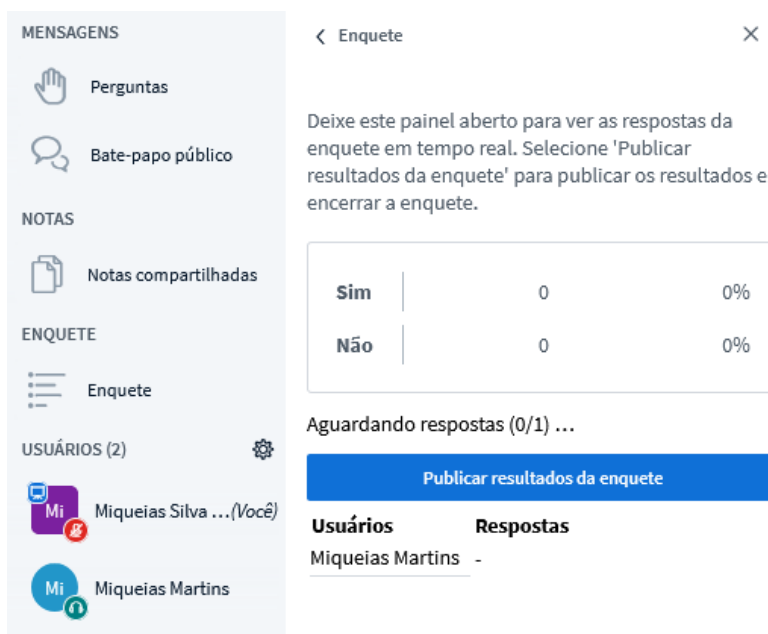 MENSAGENS
Perguntas
Bate-papo público
NOTAS
Notas compartilhadas
ENQUETE
Enquete
USUÁRIOS (2)
Mi
Miqueias Silva ...(Você)
Mi
Miqueias Martins
Enquete
Deixe este painel aberto para ver as respostas da
enquete em tempo real. Selecione 'Publicar
resultados da enquete' para publicar os resultados e
encerrar a enquete.
Sim 0 0%
Não 0 0%
Aguardando respostas (0/1) ...
Publicar resultados da enquete
Usuários Respostas
Miqueias Martins -